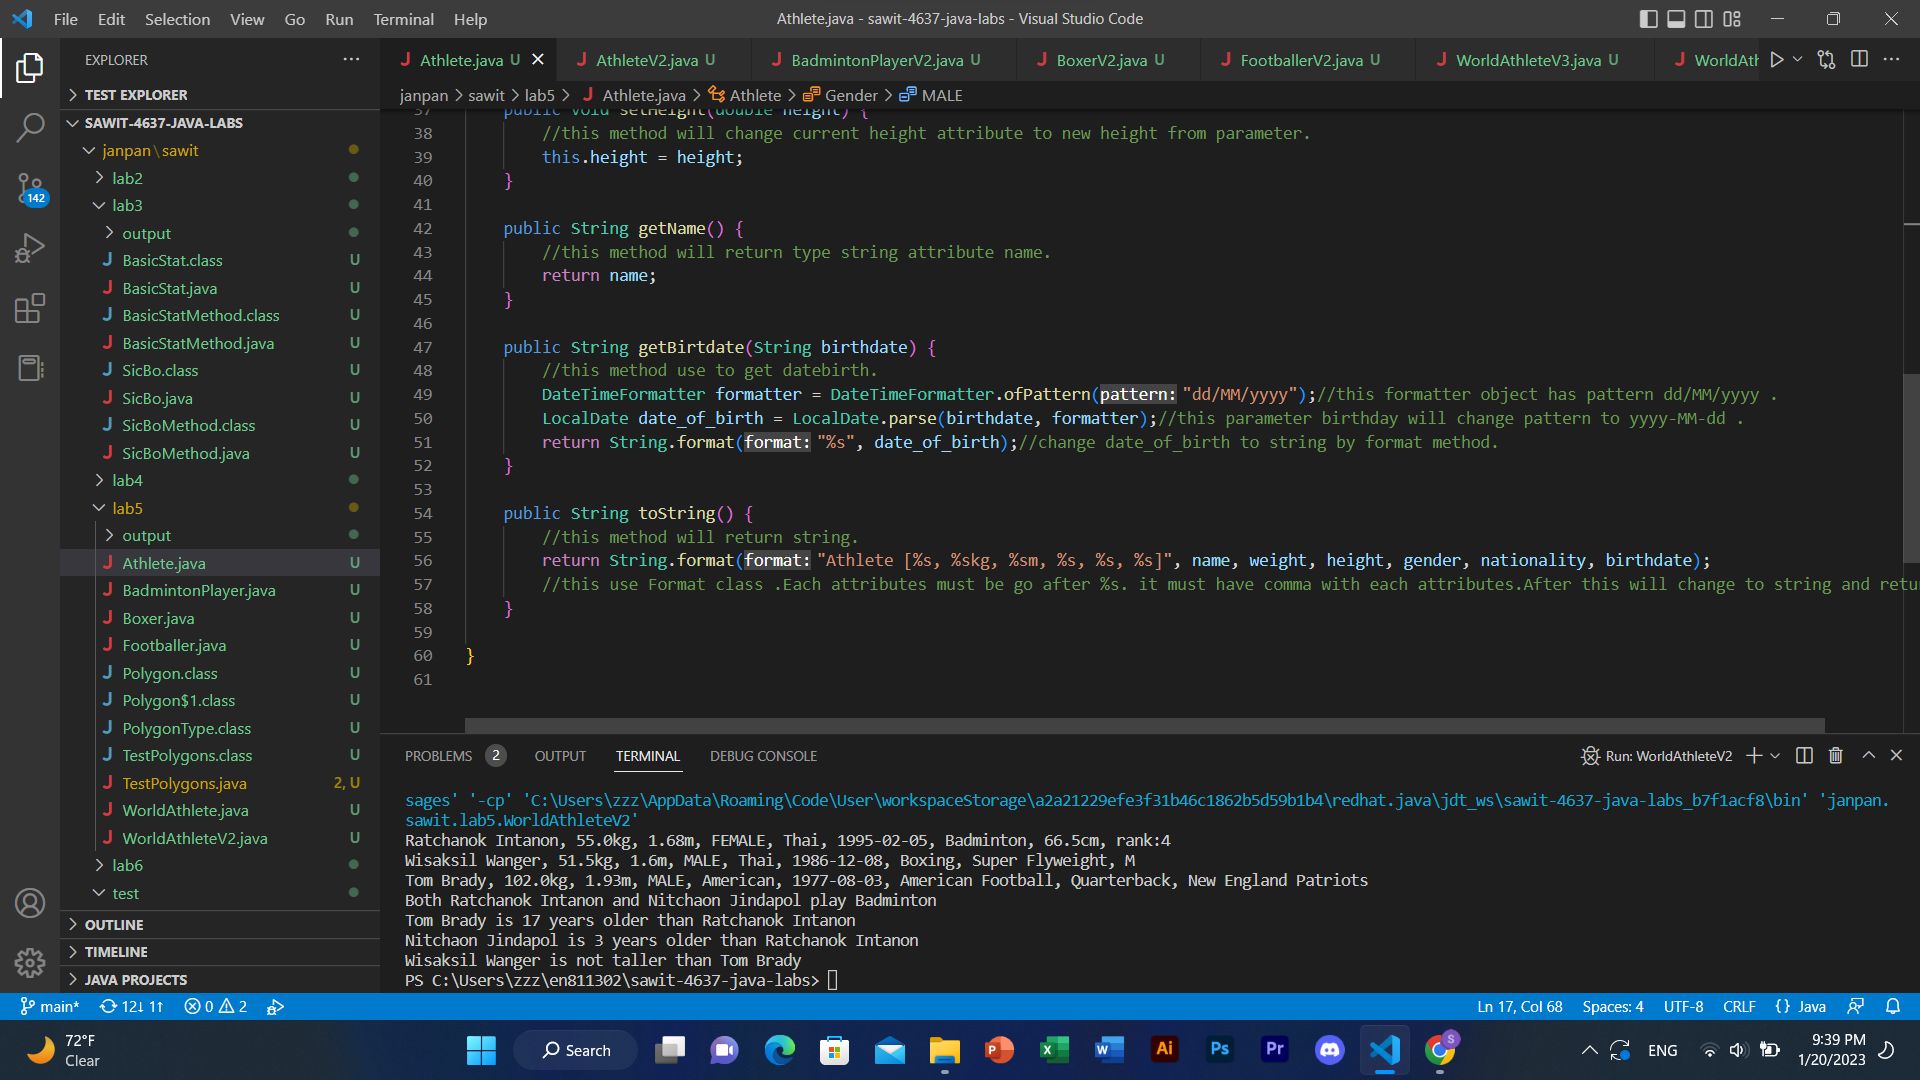 File Edit Selection View Go Run Terminal Help
Athlete.java - sawit-4637-java-labs - Visual Studio Code
EXPLORER
TEST EXPLORER
SAWIT-4637-JAVA-LABS
janpan\sawit
lab2
lab3
output
BasicStat.class U
BasicStat.java U
BasicStatMethod.class U
BasicStatMethod.java U
SicBo.class U
SicBo.java U
SicBoMethod.class U
SicBoMethod.java U
lab4
lab5
output
Athlete.java U
BadmintonPlayer.java U
Boxer.java U
Footballer.java U
Polygon.class U
Polygon$1.class U
PolygonType.class U
TestPolygons.class U
TestPolygons.java 2, U
WorldAthlete.java U
WorldAthleteV2.java U
lab6
test
OUTLINE
TIMELINE
JAVA PROJECTS
142
Athlete.java U AthleteV2.java U BadmintonPlayerV2.java U BoxerV2.java U FootballerV2.java U WorldAthleteV3.java U WorldAth
janpan > sawit > lab5 > Athlete.java > Athlete > Gender > MALE
37 public void setHeight(double height) {
38 //this method will change current height attribute to new height from parameter.
39 this.height = height;
40 }
41
42 public String getName() {
43 //this method will return type string attribute name.
44 return name;
45 }
46
47 public String getBirtdate(String birthdate) {
48 //this method use to get datebirth.
49 DateTimeFormatter formatter = DateTimeFormatter.ofPattern(pattern: "dd/MM/yyyy");//this formatter object has pattern dd/MM/yyyy .
50 LocalDate date_of_birth = LocalDate.parse(birthdate, formatter);//this parameter birthday will change pattern to yyyy-MM-dd .
51 return String.format(format: "%s", date_of_birth);//change date_of_birth to string by format method.
52 }
53
54 public String toString() {
55 //this method will return string.
56 return String.format(format: "Athlete [%s, %skg, %sm, %s, %s, %s]", name, weight, height, gender, nationality, birthdate);
57 //this use Format class .Each attributes must be go after %s. it must have comma with each attributes.After this will change to string and retu
58 }
59
60 }
61
PROBLEMS 2 OUTPUT TERMINAL DEBUG CONSOLE
Run: WorldAthleteV2
sages' '-cp' 'C:\Users\zzz\AppData\Roaming\Code\User\workspaceStorage\a2a21229efe3f31b46c1862b5d59b1b4\redhat.java\jdt_ws\sawit-4637-java-labs_b7f1acf8\bin' 'janpan.
sawit.lab5.WorldAthleteV2'
Ratchanok Intanon, 55.0kg, 1.68m, FEMALE, Thai, 1995-02-05, Badminton, 66.5cm, rank:4
Wisaksil Wanger, 51.5kg, 1.6m, MALE, Thai, 1986-12-08, Boxing, Super Flyweight, M
Tom Brady, 102.0kg, 1.93m, MALE, American, 1977-08-03, American Football, Quarterback, New England Patriots
Both Ratchanok Intanon and Nitchaon Jindapol play Badminton
Tom Brady is 17 years older than Ratchanok Intanon
Nitchaon Jindapol is 3 years older than Ratchanok Intanon
Wisaksil Wanger is not taller than Tom Brady
PS C:\Users\zzz\en811302\sawit-4637-java-labs>
main* 12↓ 1↑ 0 2
Ln 17, Col 68 Spaces: 4 UTF-8 CRLF {} Java
72°F
Clear
Search
ENG
9:39 PM
1/20/2023